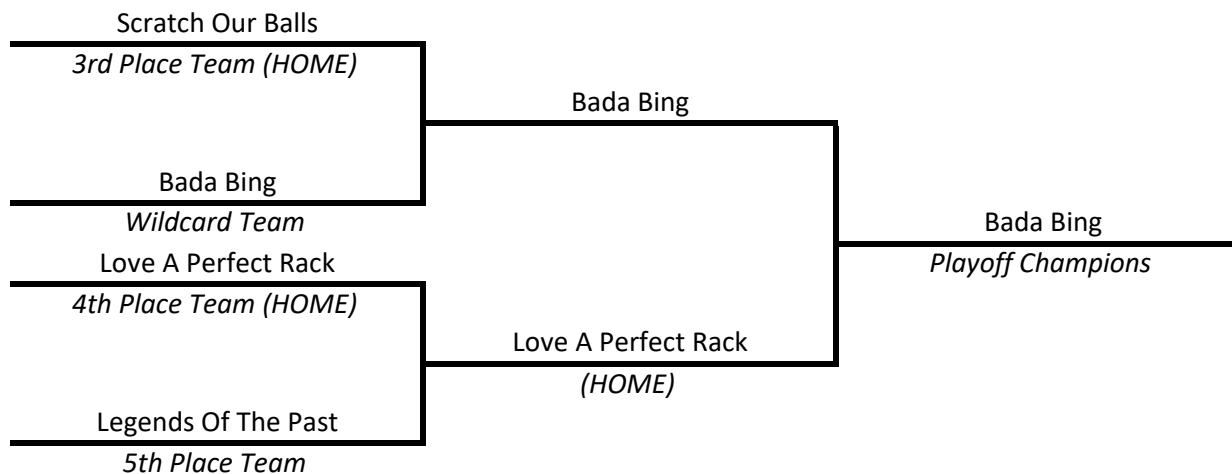 Scratch Our Balls
3rd Place Team (HOME)
Bada Bing
Bada Bing
Wildcard Team
Bada Bing
Playoff Champions
Love A Perfect Rack
4th Place Team (HOME)
Love A Perfect Rack
(HOME)
Legends Of The Past
5th Place Team